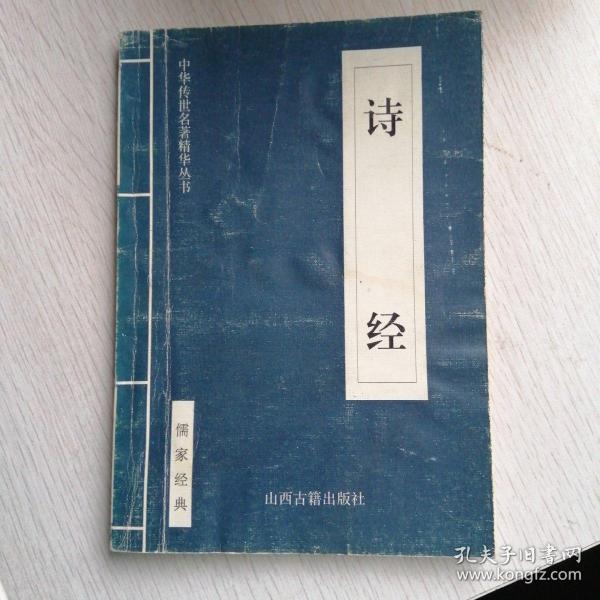 中华传世名著精华丛书
诗经
儒家经典
山西古籍出版社
孔夫子旧书网
www.kongfz.com